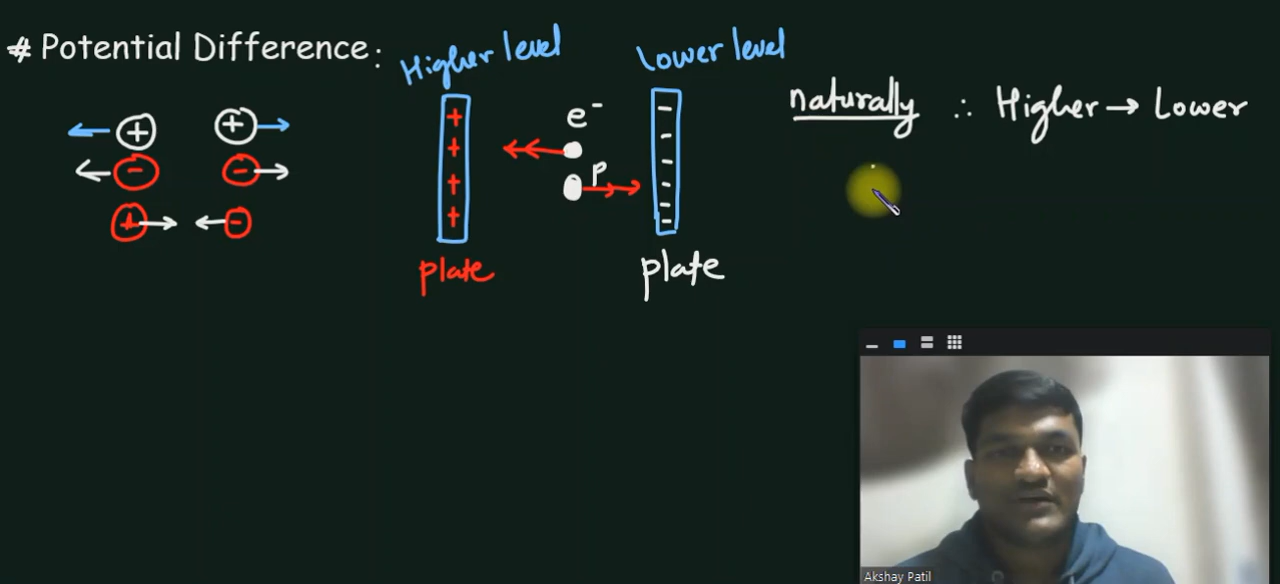 # Potential Difference:
Higher level
Lower level
naturally ∴ Higher → Lower
+ +
- -
+ -
+
+
+
+
e⁻
P
-
-
-
-
-
-
plate
plate
Akshay Patil